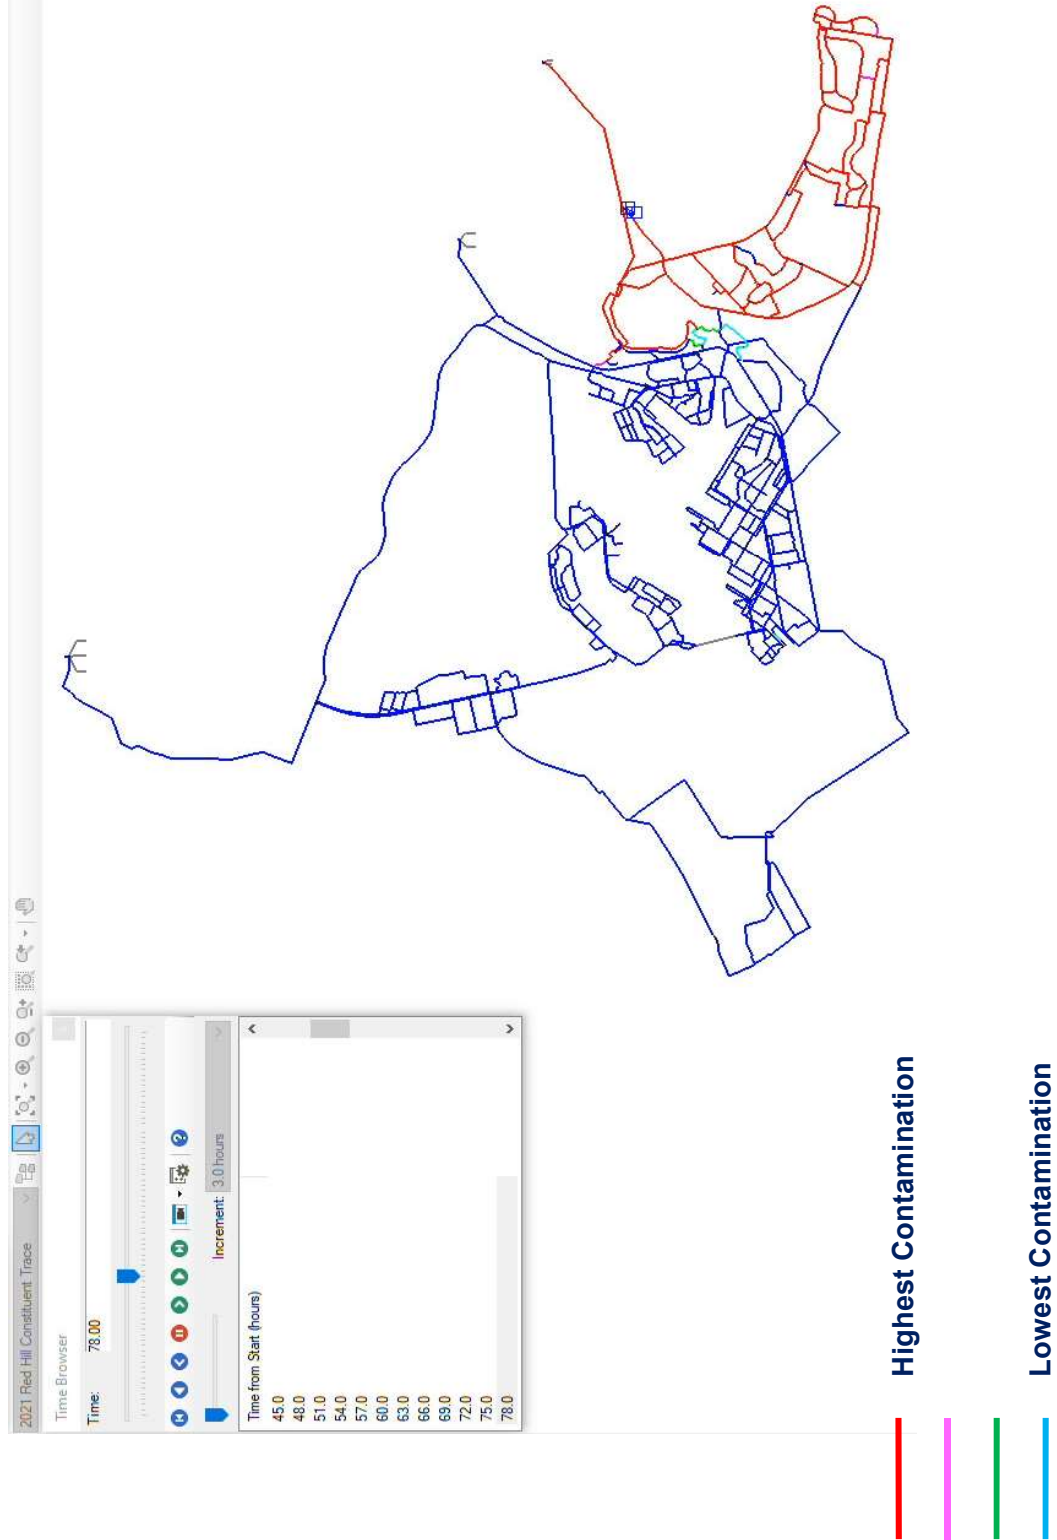 2021 Red Hill Constituent Trace
Time Browser
Time: 78.00
Increment: 3.0 hours
Time from Start (hours)
45.0
48.0
51.0
54.0
57.0
60.0
63.0
66.0
69.0
72.0
75.0
78.0
Highest Contamination
Lowest Contamination